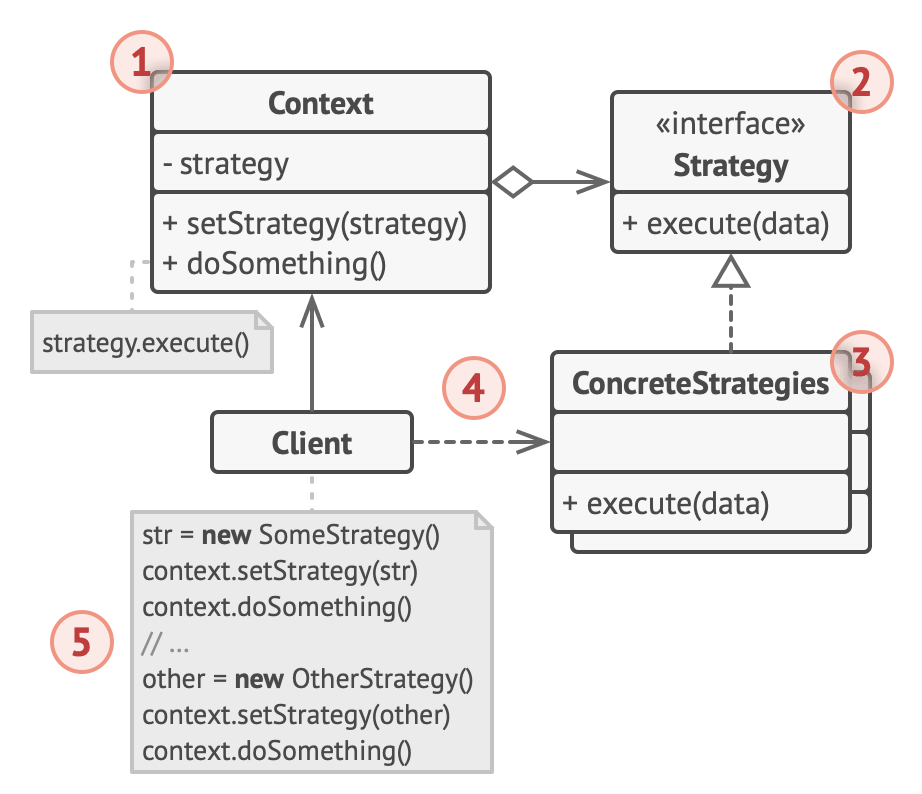 1
Context
- strategy
+ setStrategy(strategy)
+ doSomething()
strategy.execute()
2
«interface»
Strategy
+ execute(data)
3
ConcreteStrategies
+ execute(data)
4
Client
5
str = new SomeStrategy()
context.setStrategy(str)
context.doSomething()
// ...
other = new OtherStrategy()
context.setStrategy(other)
context.doSomething()